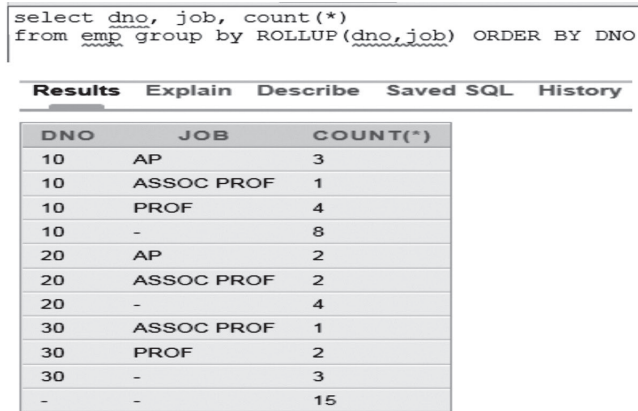 select dno, job, count(*)
from emp group by ROLLUP(dno,job) ORDER BY DNO
Results Explain Describe Saved SQL History
DNO JOB COUNT(*)
10 AP 3
10 ASSOC PROF 1
10 PROF 4
10 - 8
20 AP 2
20 ASSOC PROF 2
20 - 4
30 ASSOC PROF 1
30 PROF 2
30 - 3
- - 15